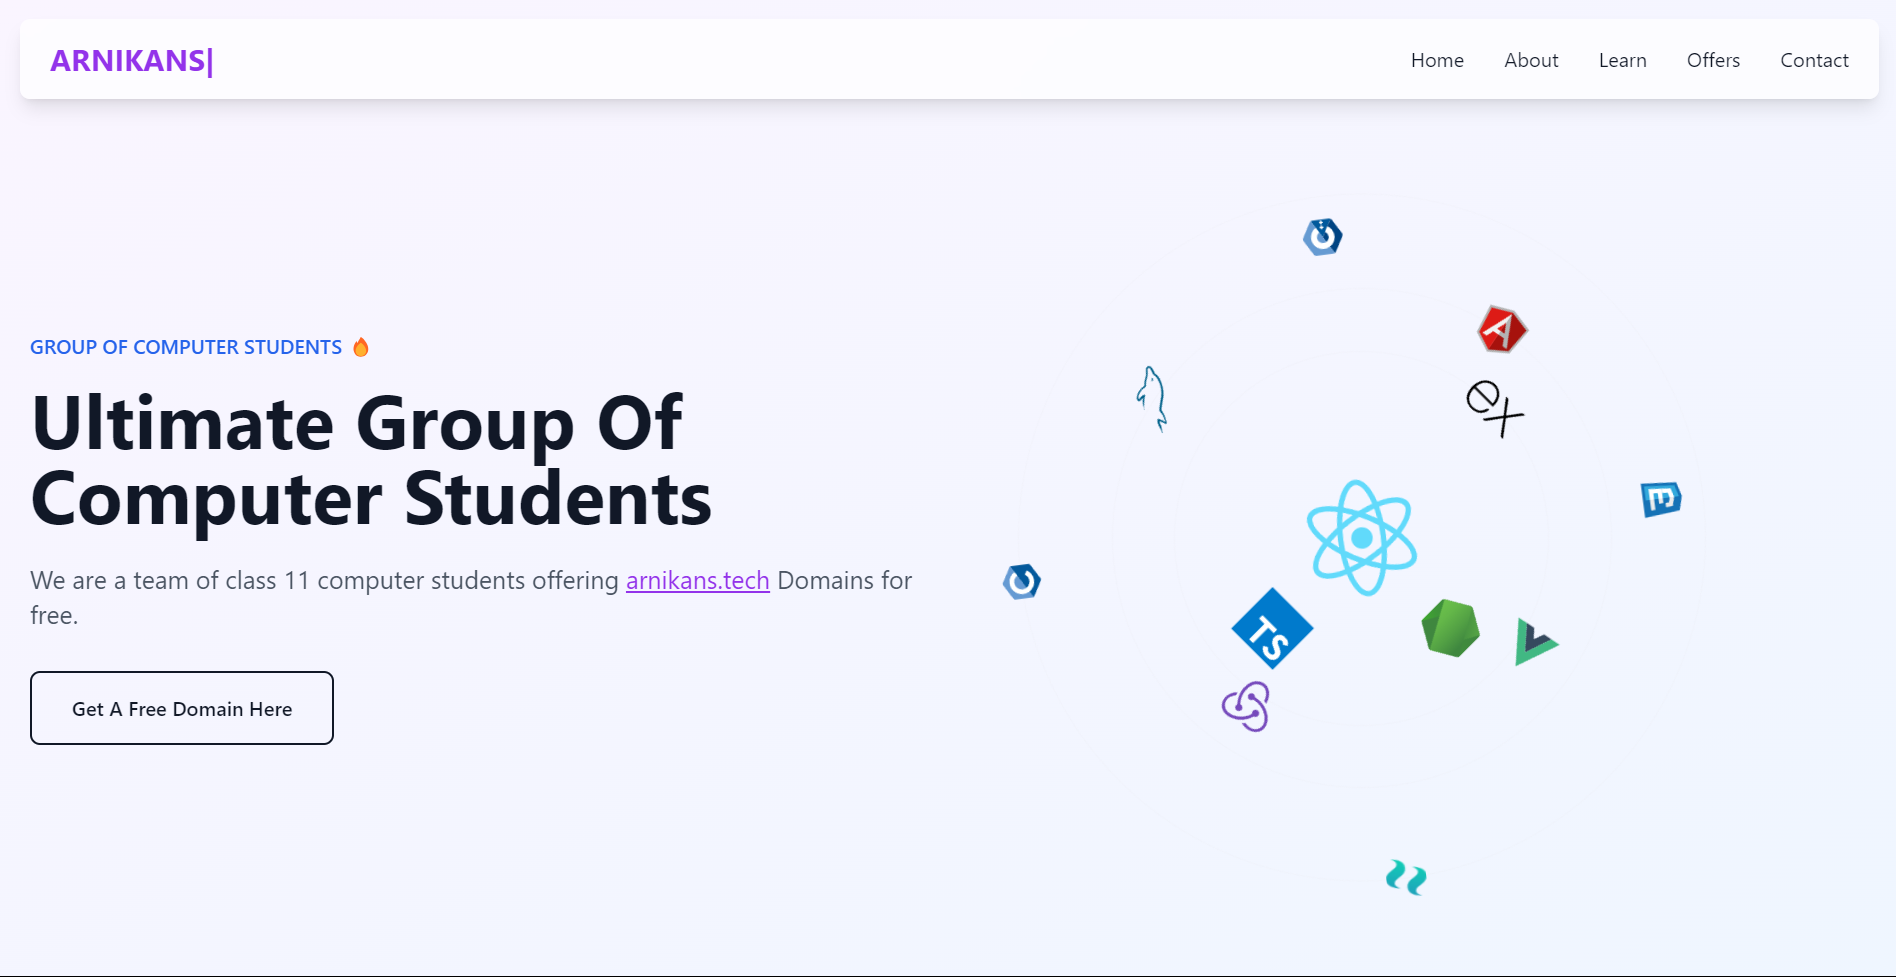 ARNIKANS|
Home About Learn Offers Contact
GROUP OF COMPUTER STUDENTS 🔥
Ultimate Group Of
Computer Students
We are a team of class 11 computer students offering arnikans.tech Domains for
free.
Get A Free Domain Here
A
ex
E
TS